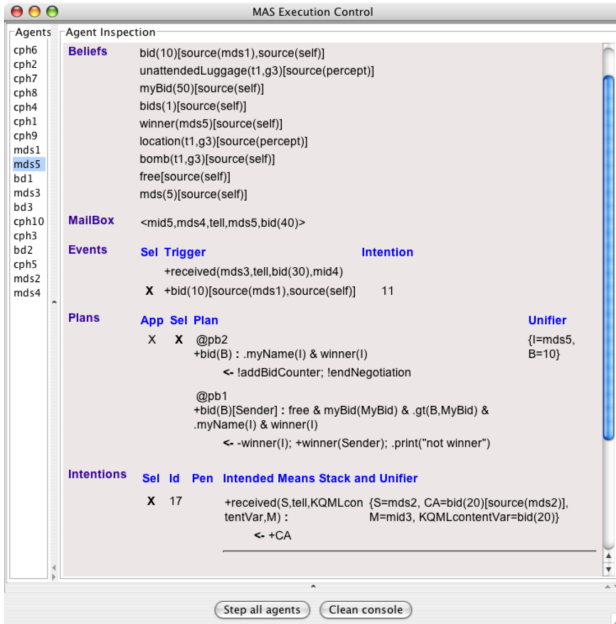 MAS Execution Control
Agents
cph6
cph2
cph7
cph8
cph4
cph1
cph9
mds1
mds5
bd1
mds3
bd3
cph10
cph3
bd2
cph5
mds2
mds4
Agent Inspection
Beliefs
bid(10)[source(mds1),source(self)]
unattendedLuggage(t1,g3)[source(percept)]
myBid(50)[source(self)]
bids(1)[source(self)]
winner(mds5)[source(self)]
location(t1,g3)[source(percept)]
bomb(t1,g3)[source(self)]
free[source(self)]
mds(5)[source(self)]
MailBox <mid5,mds4,tell,mds5,bid(40)>
Events Sel Trigger Intention
+received(mds3,tell,bid(30),mid4)
X +bid(10)[source(mds1),source(self)] 11
Plans App Sel Plan Unifier
X X @pb2 {I=mds5,
+bid(B) : .myName(I) & winner(I) B=10}
<- !addBidCounter; !endNegotiation
@pb1
+bid(B)[Sender] : free & myBid(MyBid) & .gt(B,MyBid) &
.myName(I) & winner(I)
<- -winner(I); +winner(Sender); .print("not winner")
Intentions Sel Id Pen Intended Means Stack and Unifier
X 17 +received(S,tell,KQMLcon {S=mds2, CA=bid(20)[source(mds2)],
tentVar,M) : M=mid3, KQMLcontentVar=bid(20)}
<- +CA
Step all agents Clean console